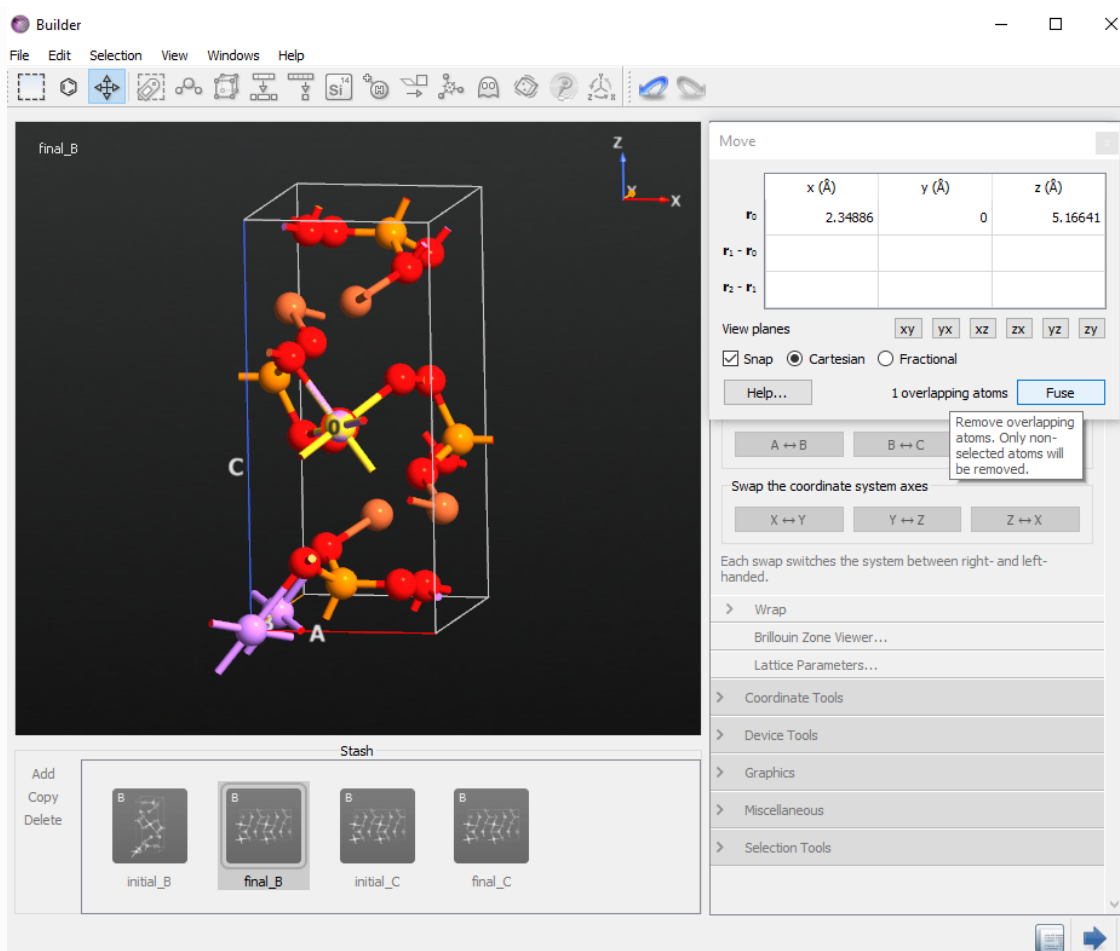 Builder
File Edit Selection View Windows Help
Si 14
H
z x
final_B
Z
X
C
0
B
A
Move
x (Å) y (Å) z (Å)
r0 2.34886 0 5.16641
r1 - r0
r2 - r1
View planes xy yx xz zx yz zy
Snap Cartesian Fractional
Help... 1 overlapping atoms Fuse
Remove overlapping
atoms. Only non-
selected atoms will
be removed.
A ↔ B B ↔ C
Swap the coordinate system axes
X ↔ Y Y ↔ Z Z ↔ X
Each swap switches the system between right- and left-
handed.
Wrap
Brillouin Zone Viewer...
Lattice Parameters...
Coordinate Tools
Device Tools
Graphics
Miscellaneous
Selection Tools
Stash
Add
Copy
Delete
B B B B
initial_B final_B initial_C final_C